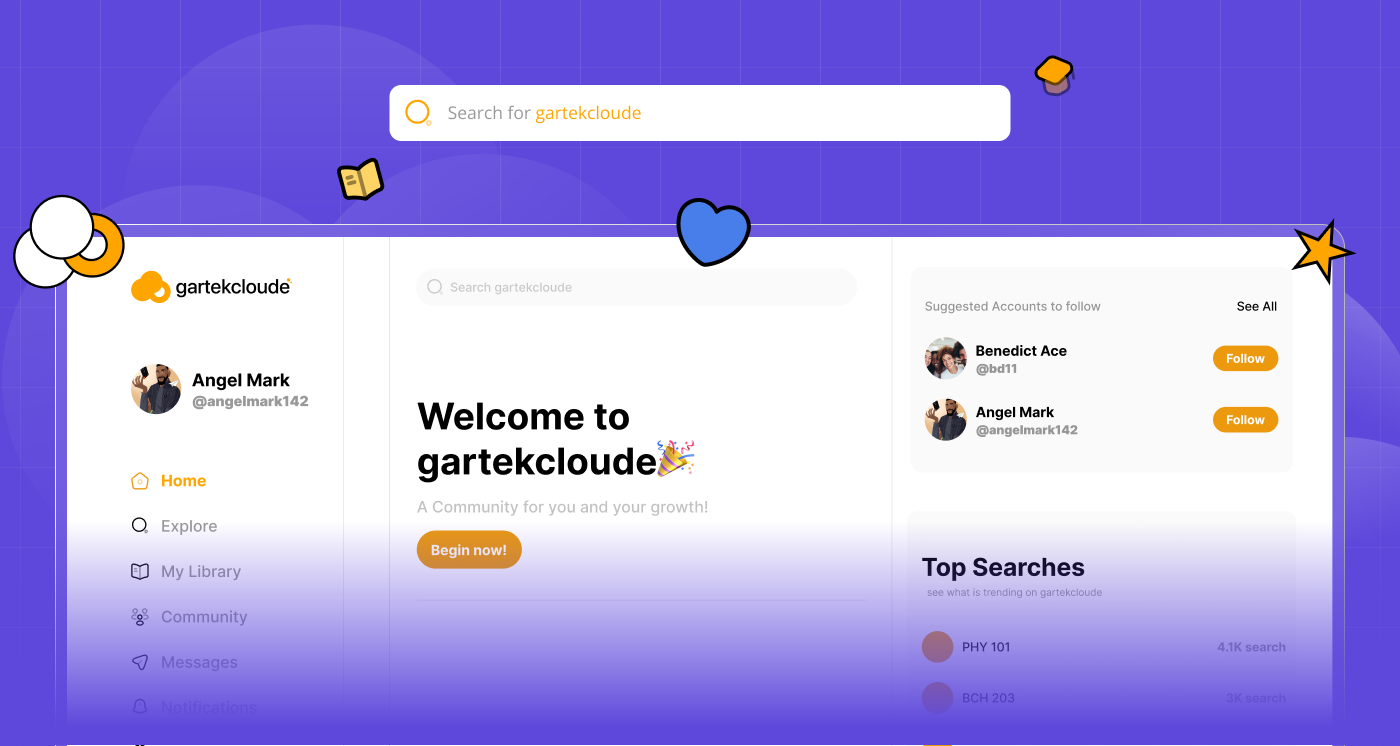 Search for gartekcloude
gartekcloude
Angel Mark
@angelmark142
Home
Explore
My Library
Community
Messages
Notifications
Search gartekcloude
Welcome to
gartekcloude🎉
A Community for you and your growth!
Begin now!
Suggested Accounts to follow
See All
Benedict Ace
@bd11
Follow
Angel Mark
@angelmark142
Follow
Top Searches
see what is trending on gartekcloude
PHY 101
4.1K search
BCH 203
3K search